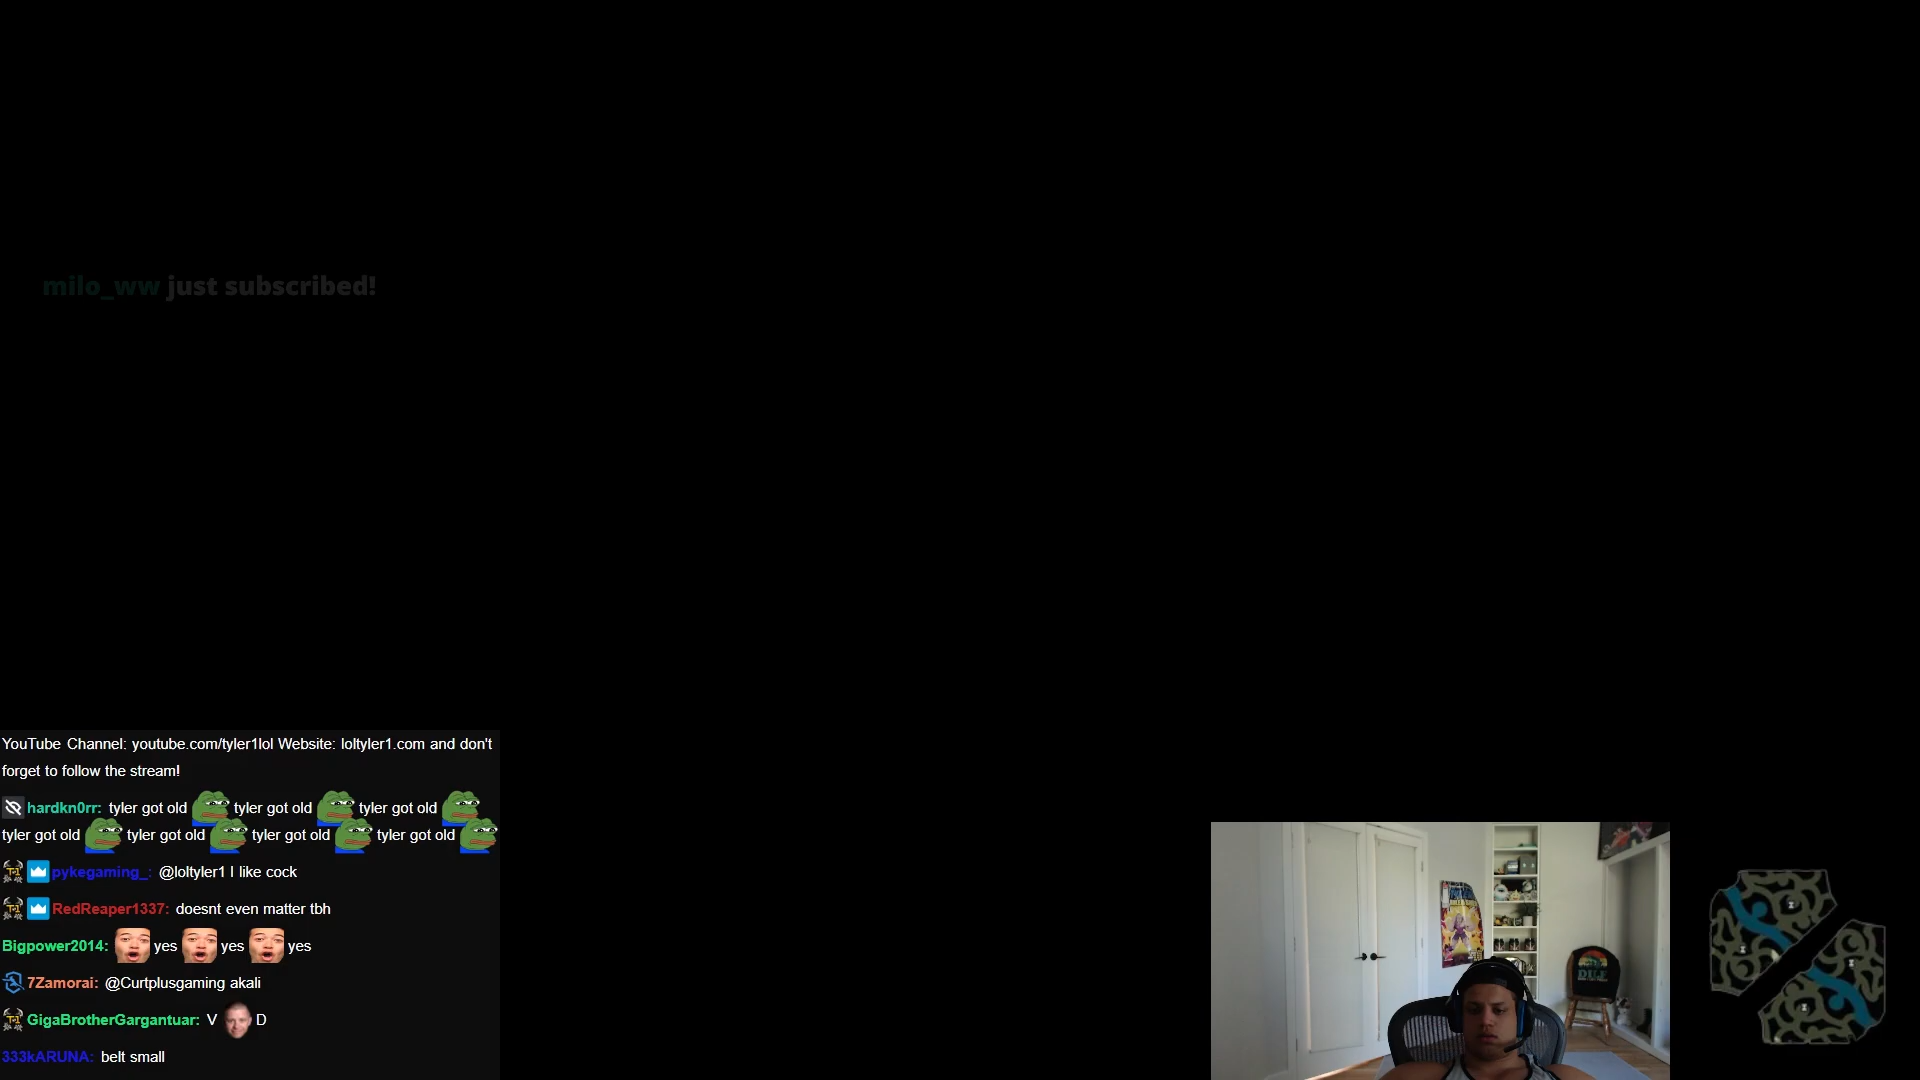 milo_ww just subscribed!
YouTube Channel: youtube.com/tyler1lol Website: loltyler1.com and don't
forget to follow the stream!
hardkn0rr: tyler got old tyler got old tyler got old
tyler got old tyler got old tyler got old tyler got old
pykegaming_: @loltyler1 I like cock
RedReaper1337: doesnt even matter tbh
Bigpower2014: yes yes yes
7Zamorai: @Curtplusgaming akali
GigaBrotherGargantuar: V D
333kARUNA: belt small
DILF